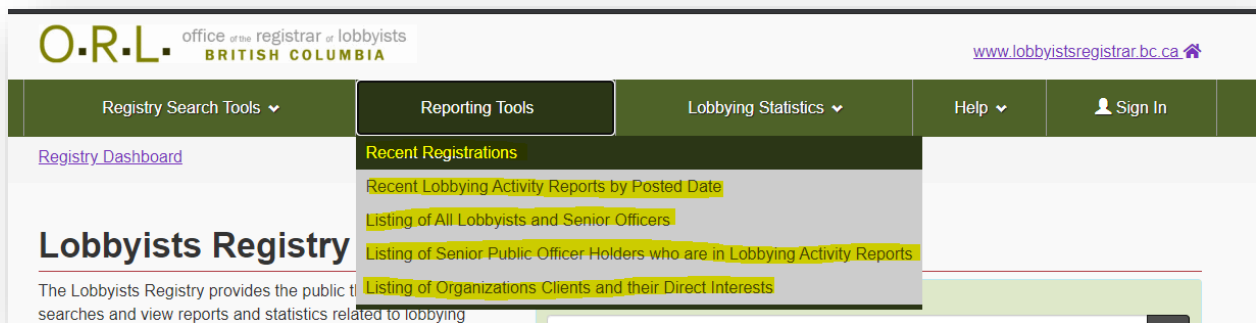 O.R.L. office of the registrar of lobbyists
BRITISH COLUMBIA
www.lobbyistsregistrar.bc.ca
Registry Search Tools
Reporting Tools
Lobbying Statistics
Help
Sign In
Registry Dashboard
Recent Registrations
Recent Lobbying Activity Reports by Posted Date
Listing of All Lobbyists and Senior Officers
Listing of Senior Public Officer Holders who are in Lobbying Activity Reports
Listing of Organizations Clients and their Direct Interests
Lobbyists Registry
The Lobbyists Registry provides the public
searches and view reports and statistics related to lobbying